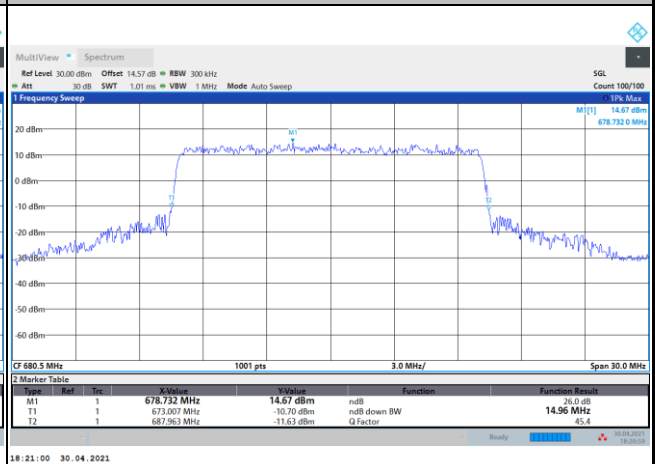 MultiView Spectrum
Ref Level 30.00 dBm Offset 14.57 dB RBW 300 kHz SGL
Att 30 dB SWT 1.01 ms VBW 1 MHz Mode Auto Sweep Count 100/100
1 Frequency Sweep 1Pk Max
M1[1] 14.67 dBm
678.732 0 MHz
M1
20 dBm
10 dBm
0 dBm
T1 T2
-10 dBm
-20 dBm
-30 dBm
-40 dBm
-50 dBm
-60 dBm
CF 680.5 MHz 1001 pts 3.0 MHz/ Span 30.0 MHz
2 Marker Table
Type Ref Trc X-Value Y-Value Function Function Result
M1 1 678.732 MHz 14.67 dBm ndB 26.0 dB
T1 1 673.007 MHz -10.70 dBm ndB down BW 14.96 MHz
T2 1 687.963 MHz -11.63 dBm Q Factor 45.4
Ready 30.04.2021
18:20:59
18:21:00 30.04.2021